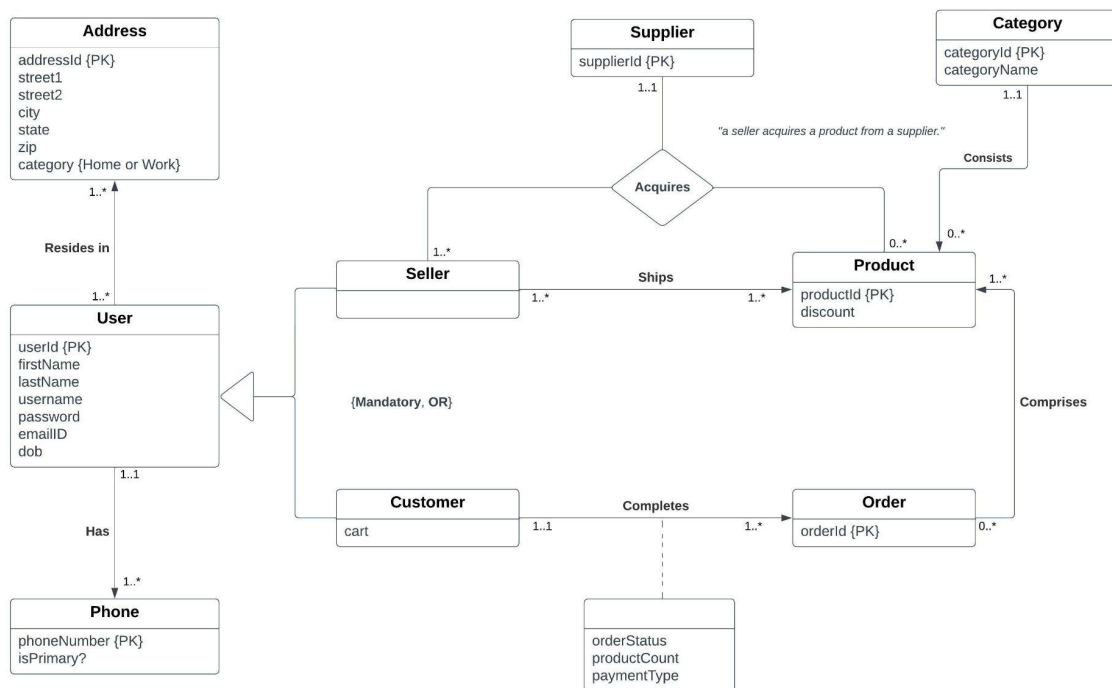 Address
addressId {PK}
street1
street2
city
state
zip
category {Home or Work}
1..*
Resides in
1..*
User
userId {PK}
firstName
lastName
username
password
emailID
dob
1..1
Has
1..*
Phone
phoneNumber {PK}
isPrimary?
Supplier
supplierId {PK}
1..1
"a seller acquires a product from a supplier."
Acquires
Category
categoryId {PK}
categoryName
1..1
Consists
0..*
1..*
0..*
Seller
Ships
1..*
1..*
Product
productId {PK}
discount
1..*
{Mandatory, OR}
Comprises
Customer
cart
Completes
1..1
1..*
Order
orderId {PK}
0..*
orderStatus
productCount
paymentType